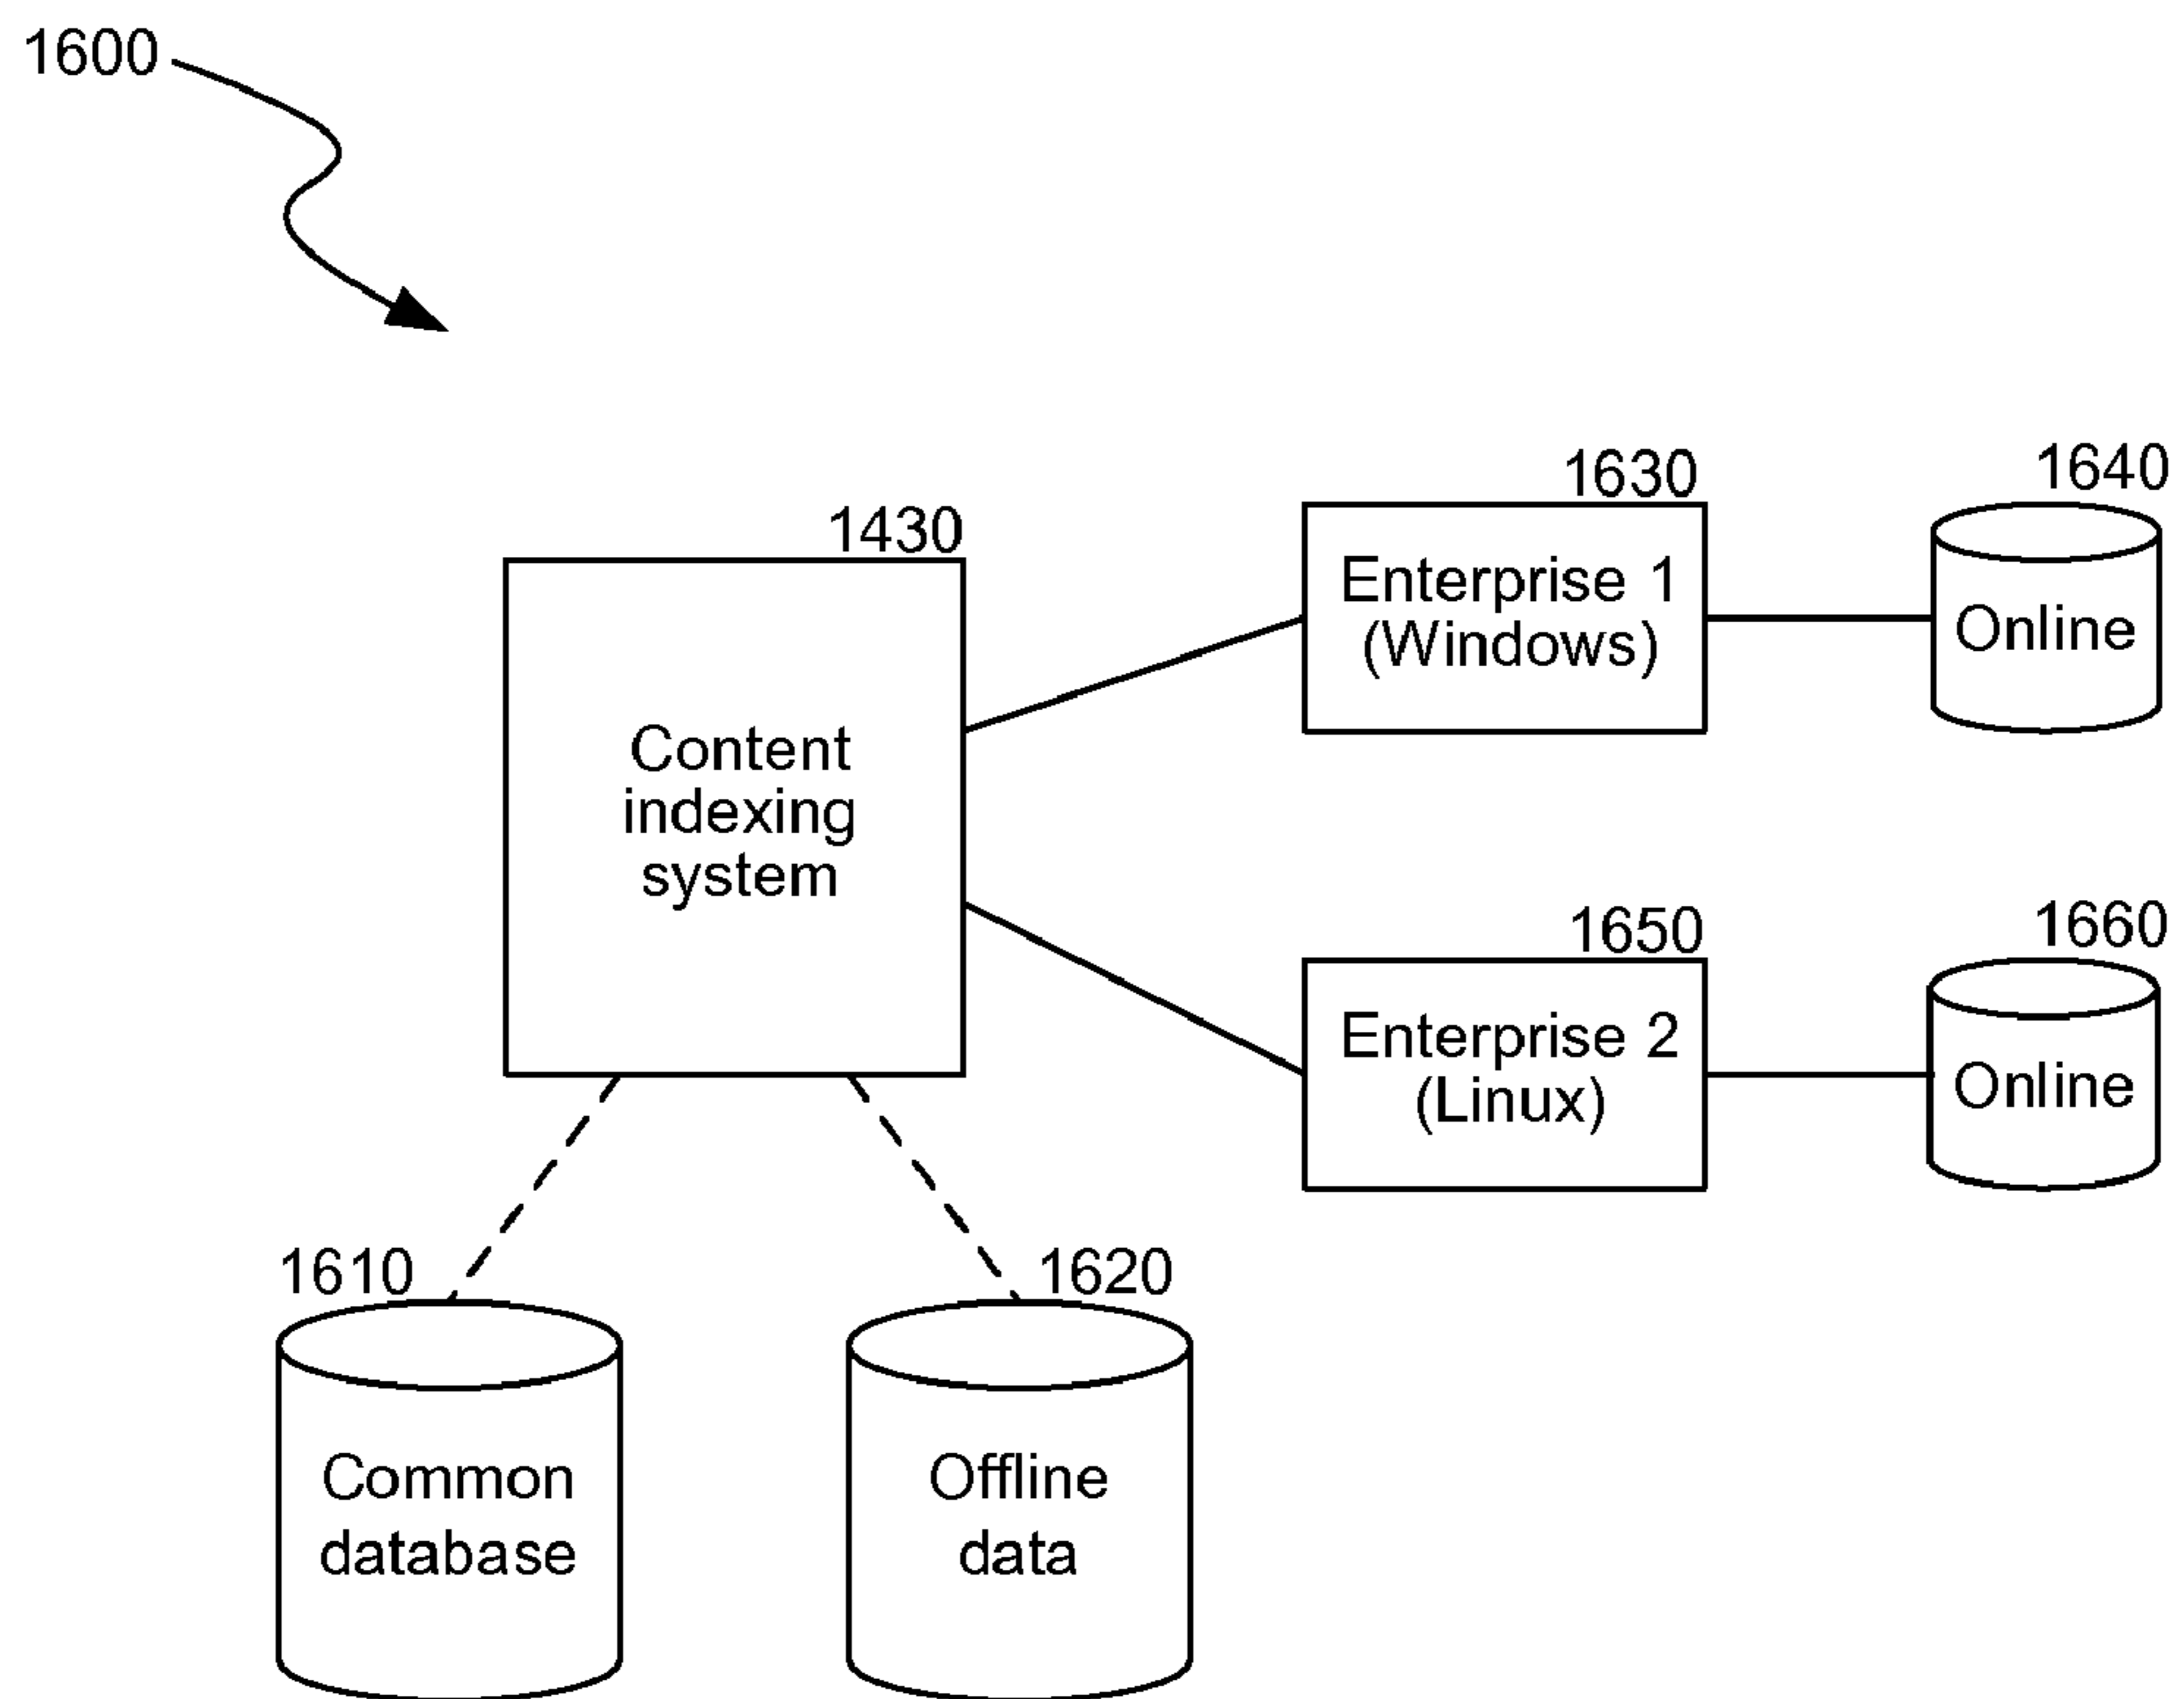 1600
1430
Content
indexing
system
1630
Enterprise 1
(Windows)
1640
Online
1650
Enterprise 2
(Linux)
1660
Online
1610
Common
database
1620
Offline
data